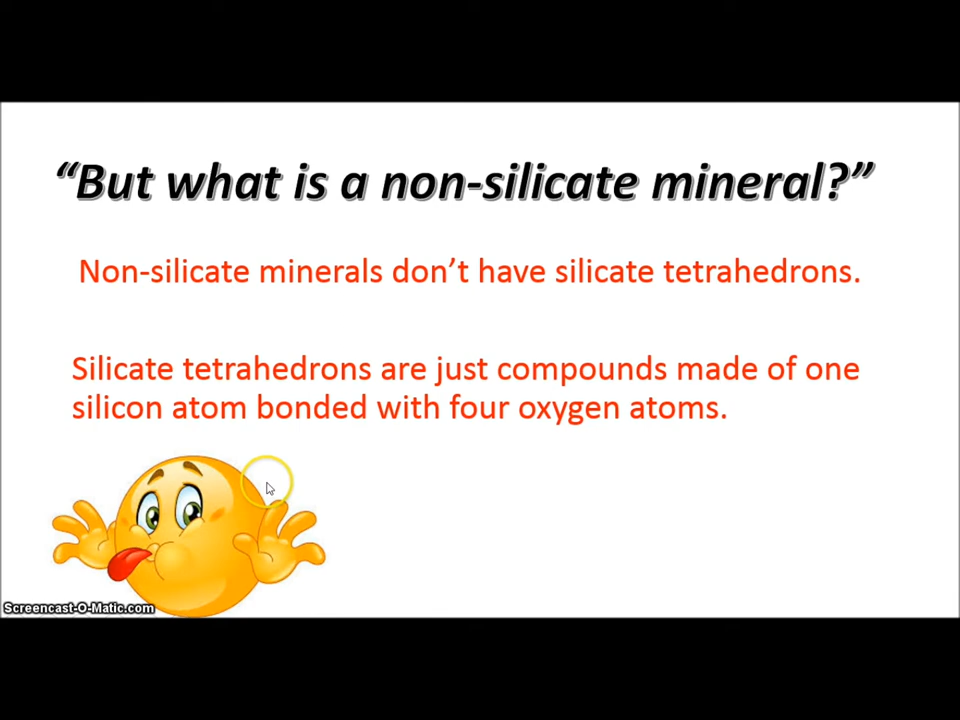 “But what is a non-silicate mineral?”
Non-silicate minerals don’t have silicate tetrahedrons.
Silicate tetrahedrons are just compounds made of one
silicon atom bonded with four oxygen atoms.
Screencast-O-Matic.com